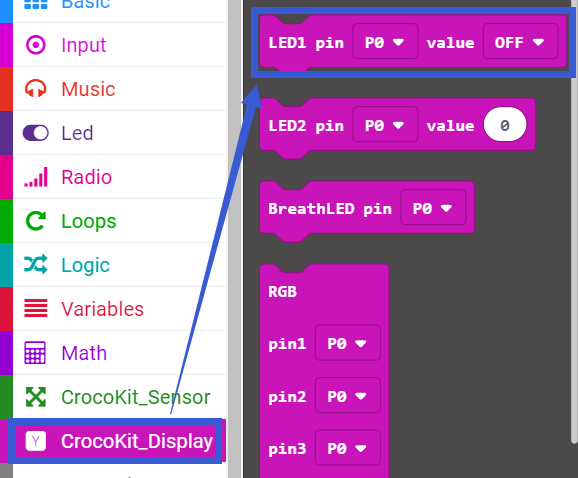 Basic
Input
Music
Led
Radio
Loops
Logic
Variables
Math
CrocoKit_Sensor
Y CrocoKit_Display
LED1 pin P0 value OFF
LED2 pin P0 value 0
BreathLED pin P0
RGB
pin1 P0
pin2 P0
pin3 P0